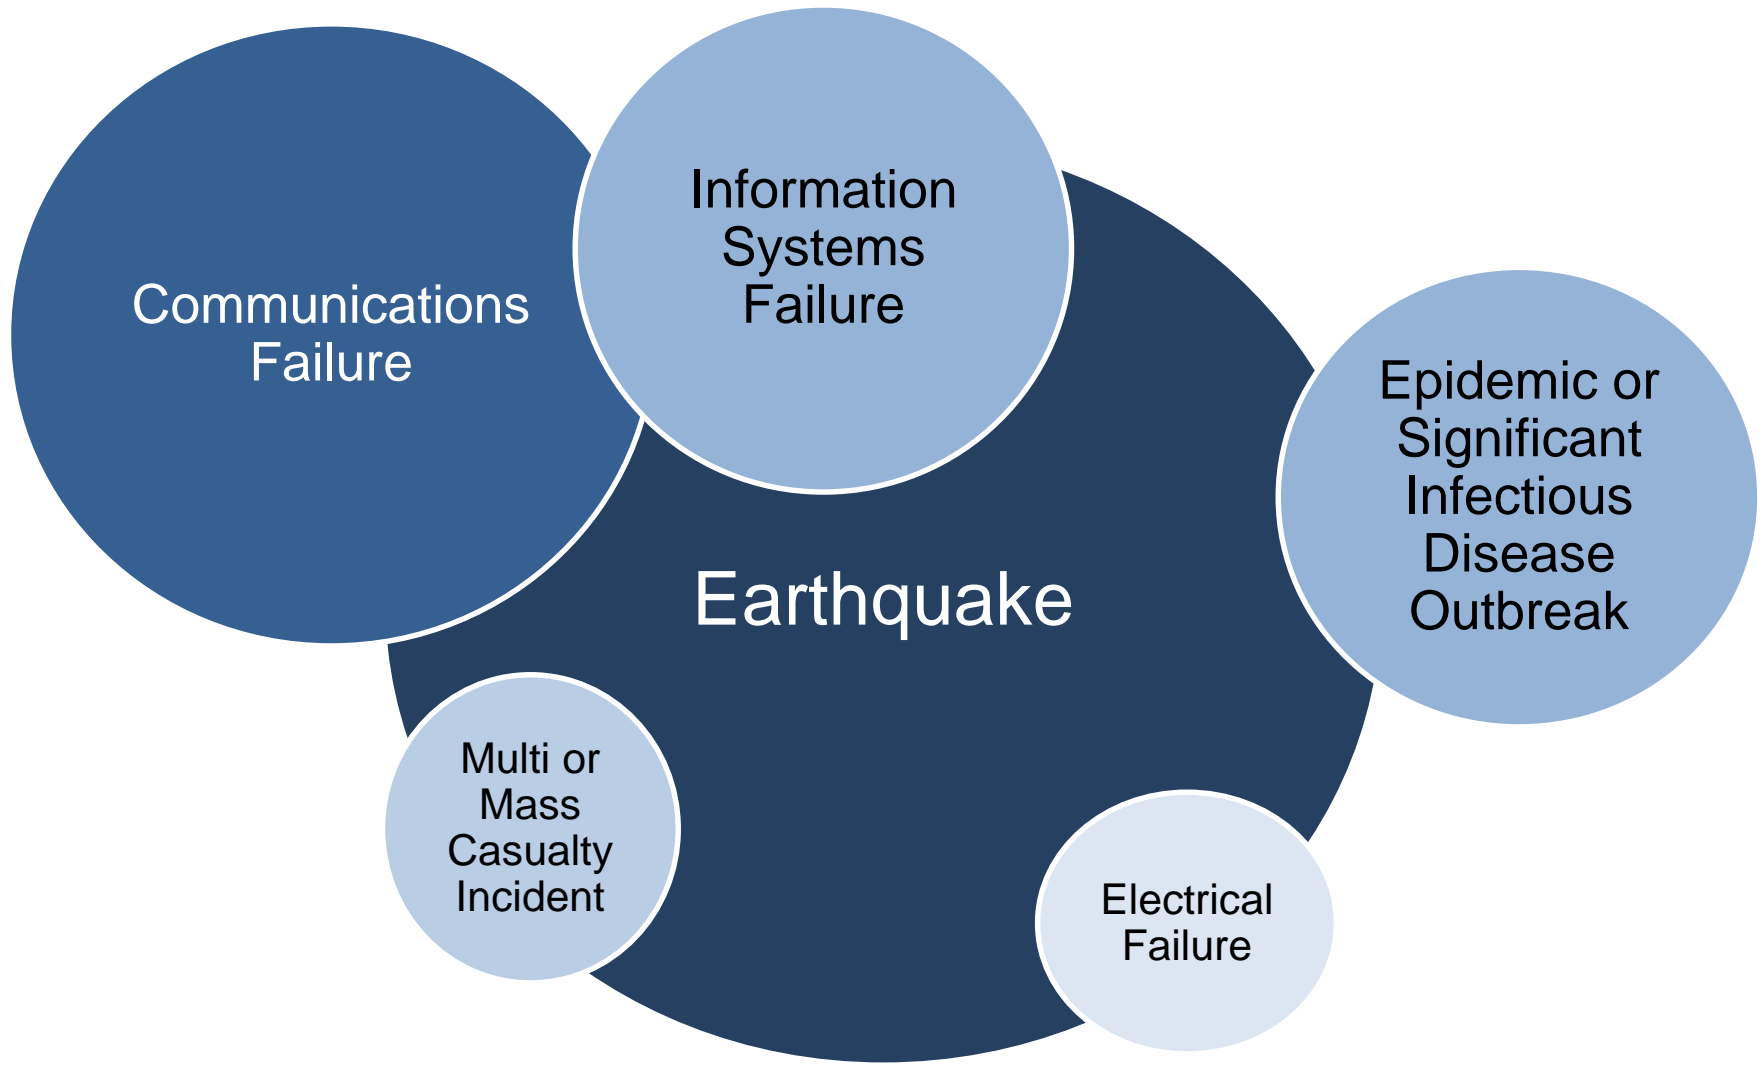 Communications
Failure
Information
Systems
Failure
Epidemic or
Significant
Infectious
Disease
Outbreak
Earthquake
Multi or
Mass
Casualty
Incident
Electrical
Failure